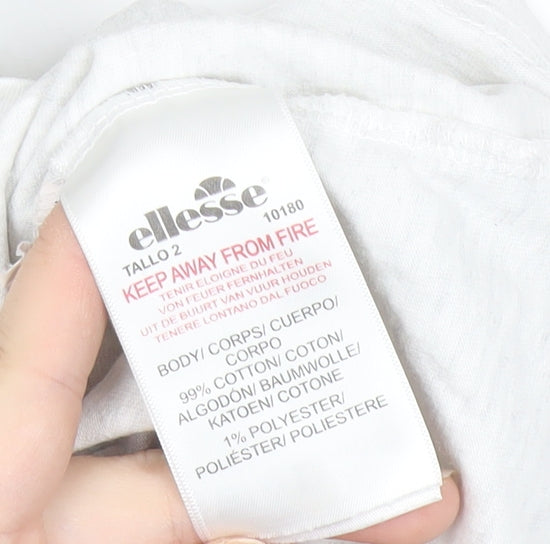 ellesse
TALLO 2 10180
KEEP AWAY FROM FIRE
TENIR ELOIGNE DU FEU
VON FEUER FERNHALTEN
UIT DE BUURT VAN VUUR HOUDEN
TENERE LONTANO DAL FUOCO
BODY/ CORPS/ CUERPO/
CORPO
99% COTTON/ COTON/
ALGODÓN/ BAUMWOLLE/
KATOEN/ COTONE
1% POLYESTER/
POLIÉSTER/ POLIESTERE